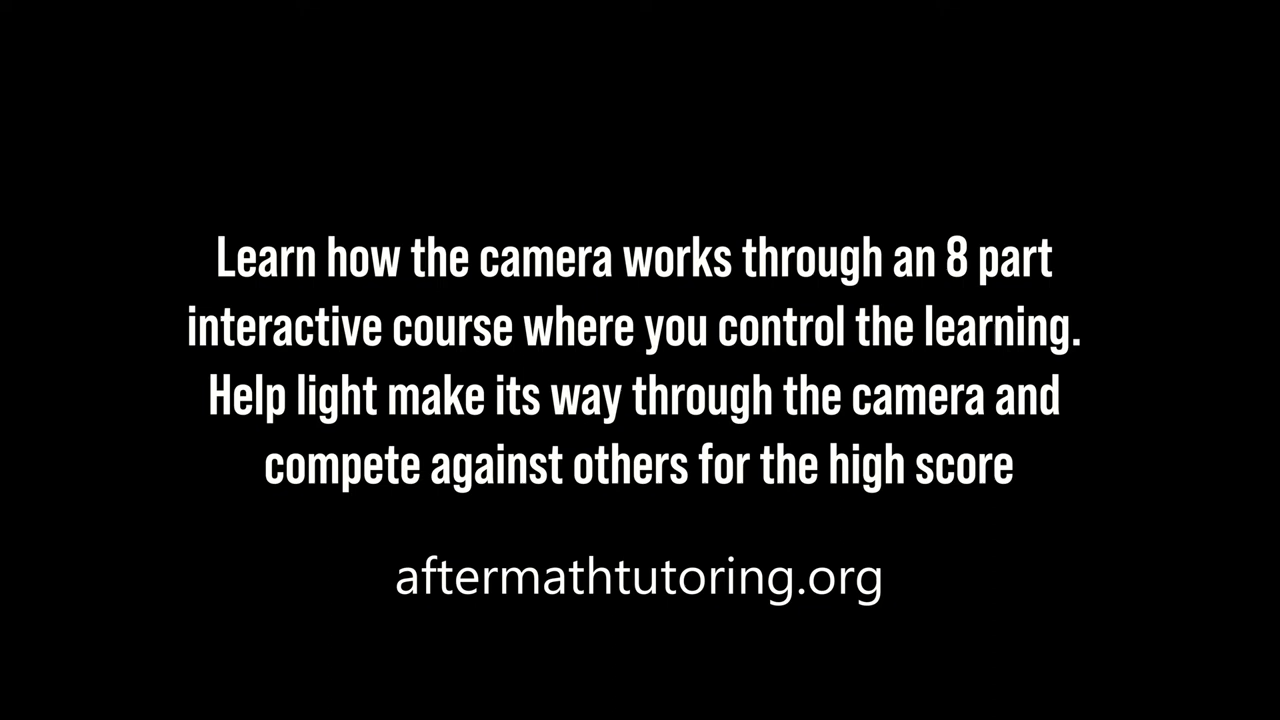 Learn how the camera works through an 8 part
interactive course where you control the learning.
Help light make its way through the camera and
compete against others for the high score
aftermathtutoring.org